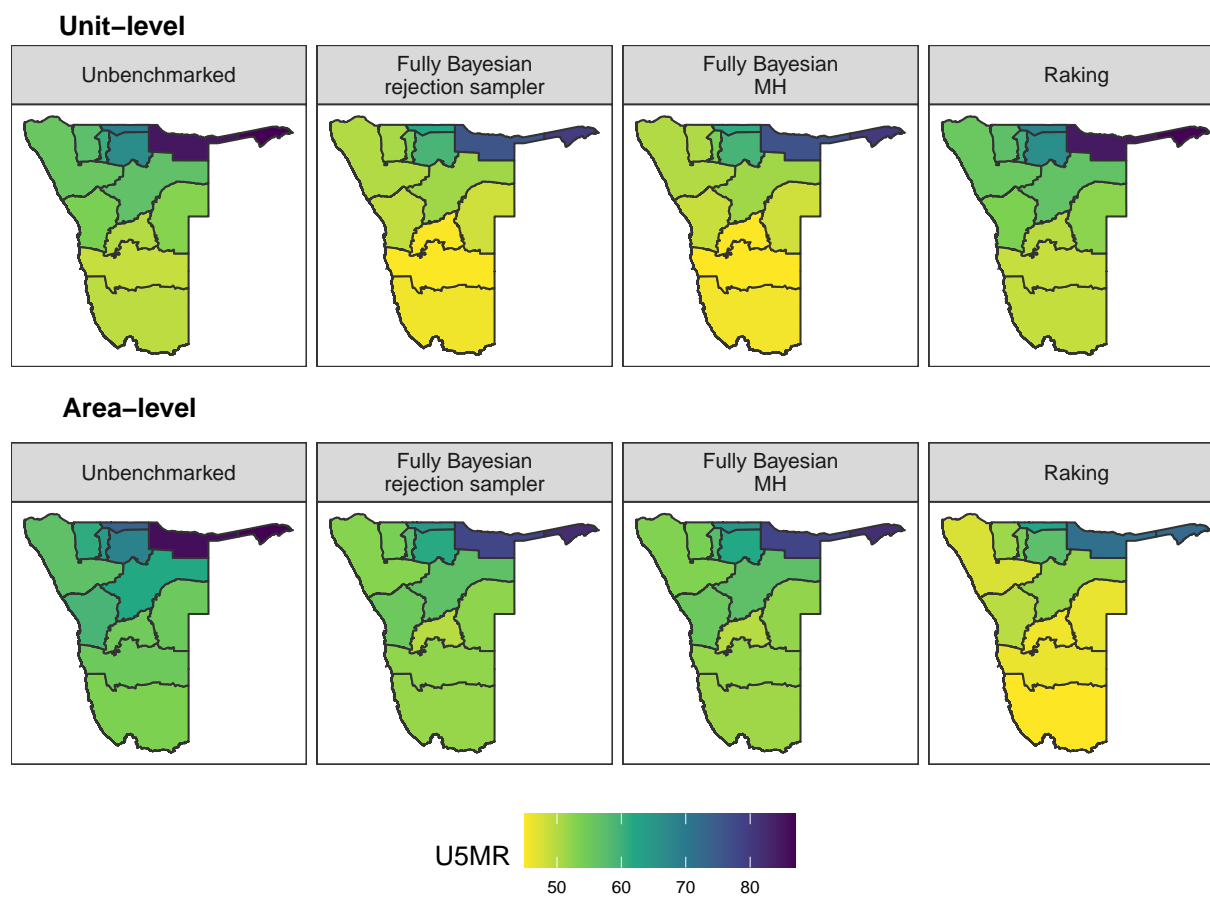 Unit−level
Unbenchmarked
Fully Bayesian
rejection sampler
Fully Bayesian
MH
Raking
Area−level
Unbenchmarked
Fully Bayesian
rejection sampler
Fully Bayesian
MH
Raking
U5MR
50 60 70 80